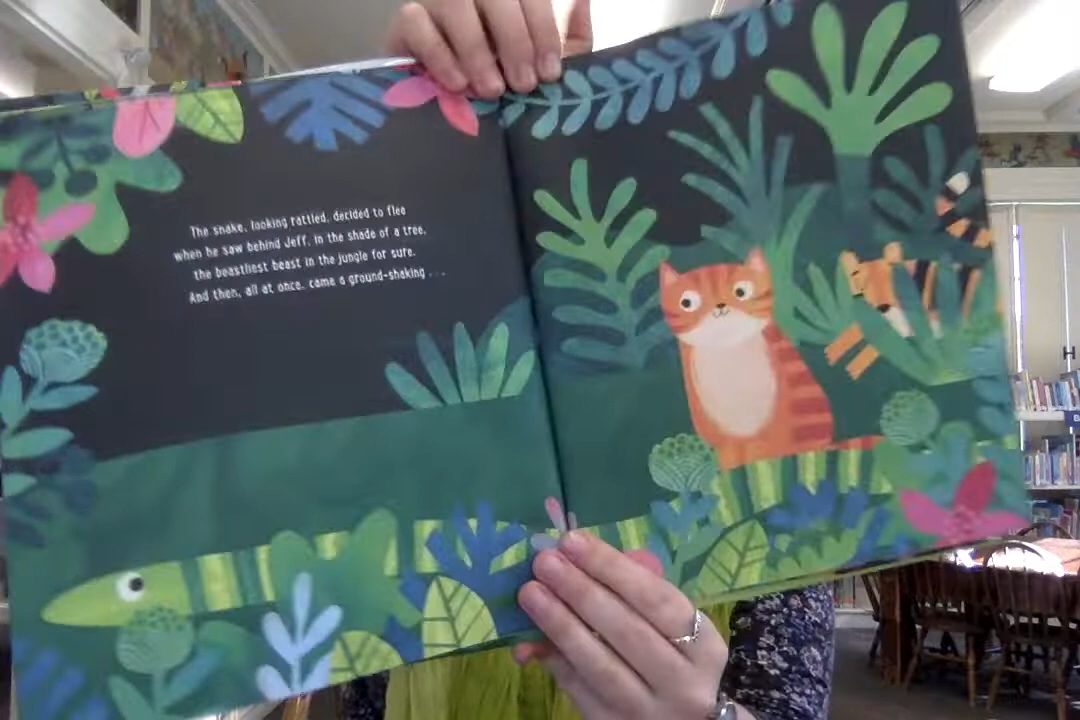 The snake, looking rattled, decided to flee
when he saw behind Jeff, in the shade of a tree,
the beastliest beast in the jungle for sure.
And then, all at once, came a ground-shaking . . .